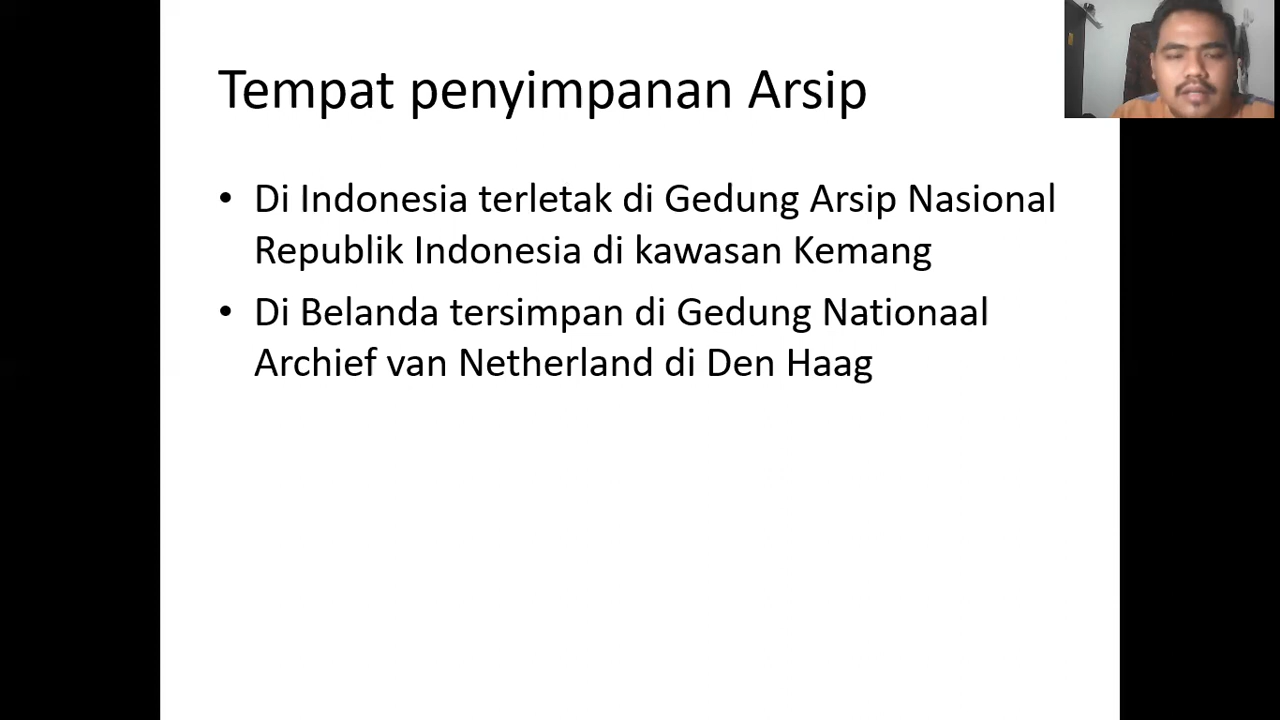 Tempat penyimpanan Arsip
• Di Indonesia terletak di Gedung Arsip Nasional
Republik Indonesia di kawasan Kemang
• Di Belanda tersimpan di Gedung Nationaal
Archief van Netherland di Den Haag